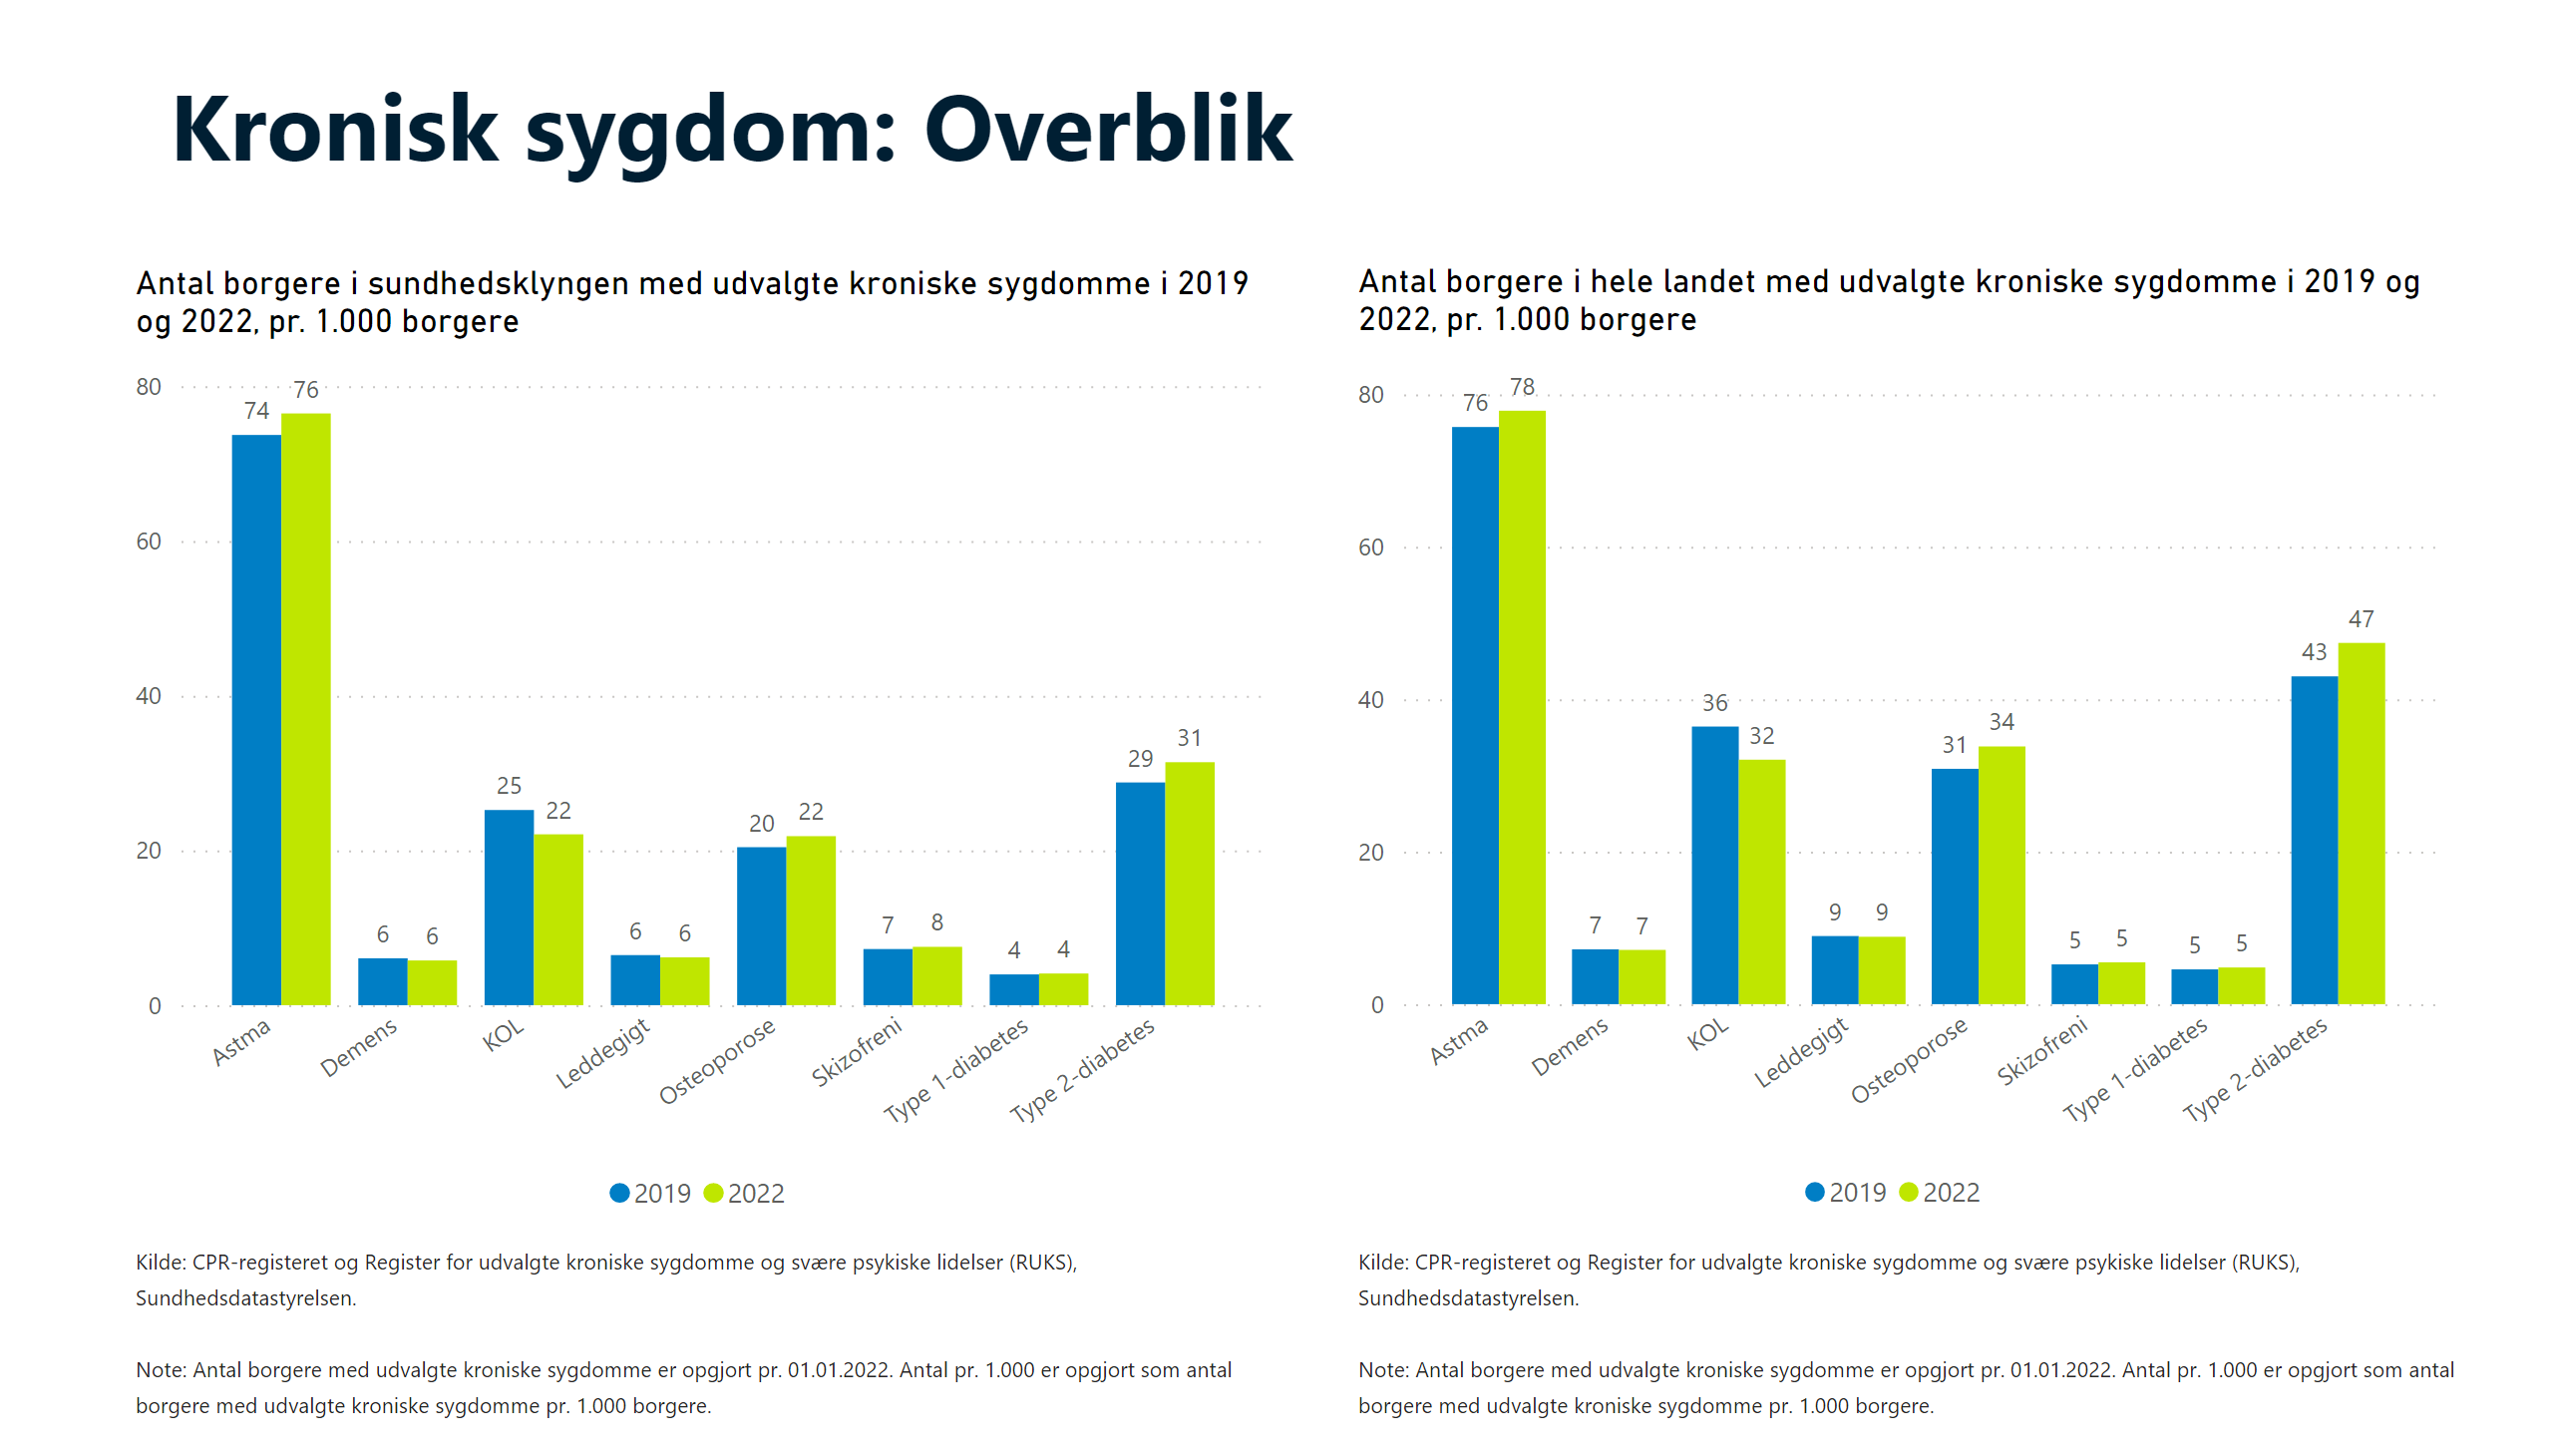 Kronisk sygdom: Overblik
Antal borgere i sundhedsklyngen med udvalgte kroniske sygdomme i 2019
og 2022, pr. 1.000 borgere
80
60
40
20
0
74
76
6
6
25
22
6
6
20
22
7
8
4
4
29
31
Astma
Demens
KOL
Leddegigt
Osteoporose
Skizofreni
Type 1-diabetes
Type 2-diabetes
2019 2022
Kilde: CPR-registeret og Register for udvalgte kroniske sygdomme og svære psykiske lidelser (RUKS),
Sundhedsdatastyrelsen.
Note: Antal borgere med udvalgte kroniske sygdomme er opgjort pr. 01.01.2022. Antal pr. 1.000 er opgjort som antal
borgere med udvalgte kroniske sygdomme pr. 1.000 borgere.
Antal borgere i hele landet med udvalgte kroniske sygdomme i 2019 og
2022, pr. 1.000 borgere
80
60
40
20
0
76
78
7
7
36
32
9
9
31
34
5
5
5
5
43
47
Astma
Demens
KOL
Leddegigt
Osteoporose
Skizofreni
Type 1-diabetes
Type 2-diabetes
2019 2022
Kilde: CPR-registeret og Register for udvalgte kroniske sygdomme og svære psykiske lidelser (RUKS),
Sundhedsdatastyrelsen.
Note: Antal borgere med udvalgte kroniske sygdomme er opgjort pr. 01.01.2022. Antal pr. 1.000 er opgjort som antal
borgere med udvalgte kroniske sygdomme pr. 1.000 borgere.